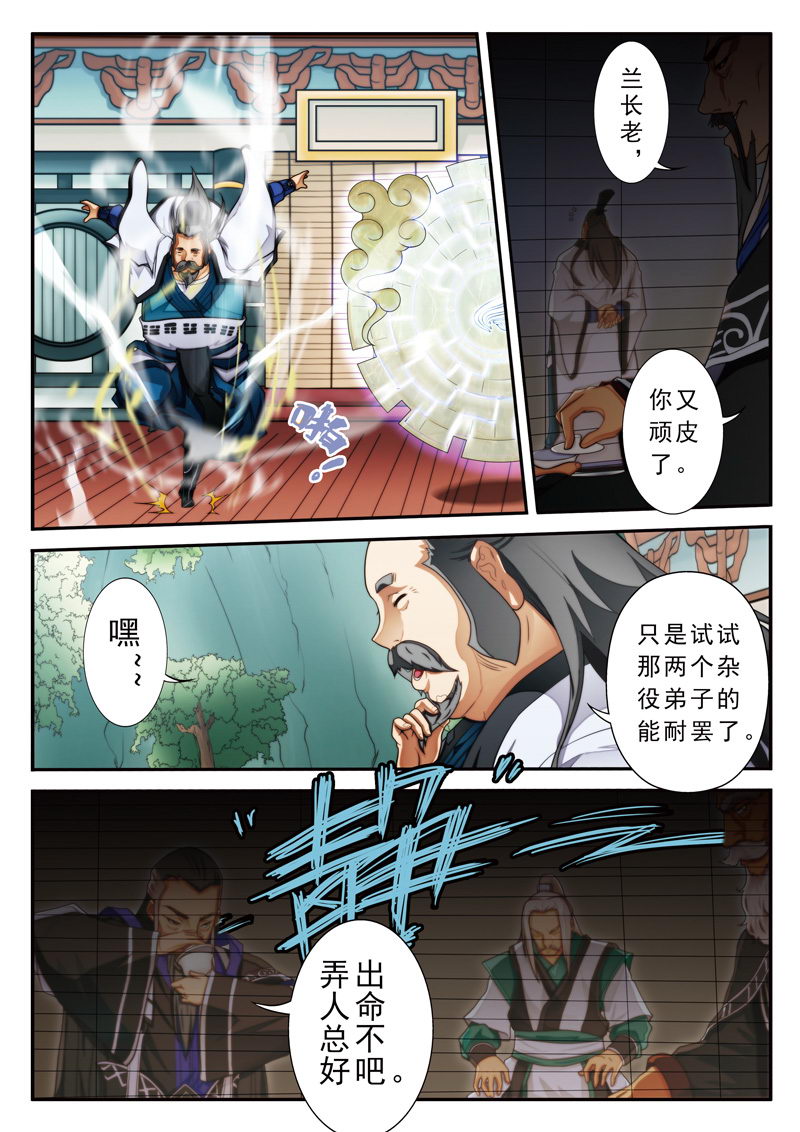 兰长老，
你又
顽皮
了。
嘿~~
只是试试
那两个杂
役弟子的
能耐罢了。
弄出
人命
总不
好吧。